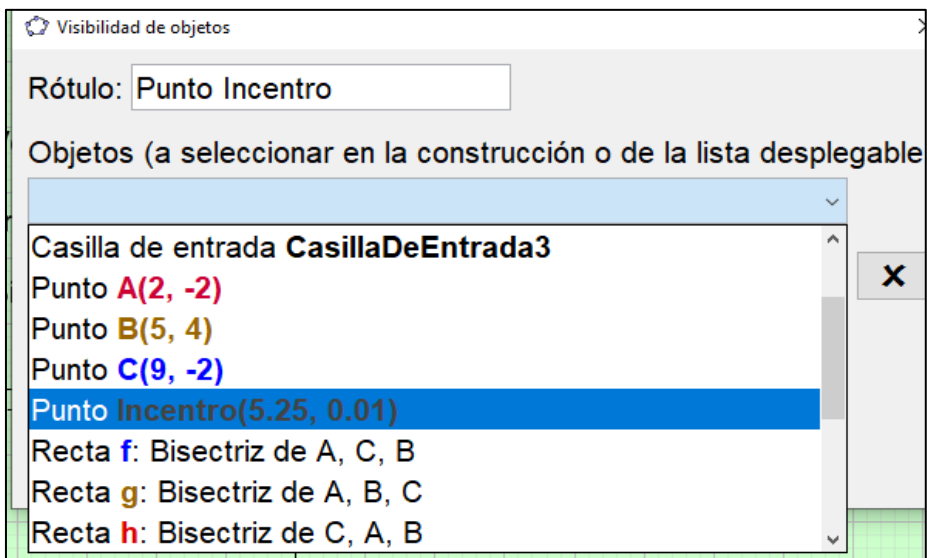 Visibilidad de objetos
Rótulo: Punto Incentro
Objetos (a seleccionar en la construcción o de la lista desplegable
Casilla de entrada CasillaDeEntrada3
Punto A(2, -2)
Punto B(5, 4)
Punto C(9, -2)
Punto Incentro(5.25, 0.01)
Recta f: Bisectriz de A, C, B
Recta g: Bisectriz de A, B, C
Recta h: Bisectriz de C, A, B